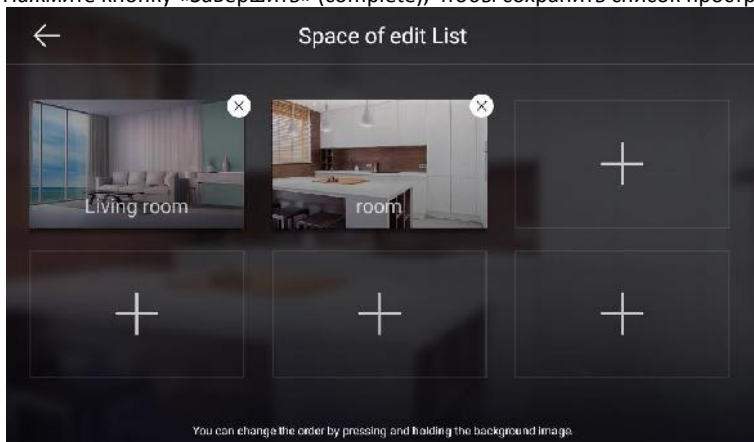 Нажмите кнопку «Завершить» (complete), чтобы сохранить список простр
Space of edit List
Living room
room
You can change the order by pressing and holding the background image.